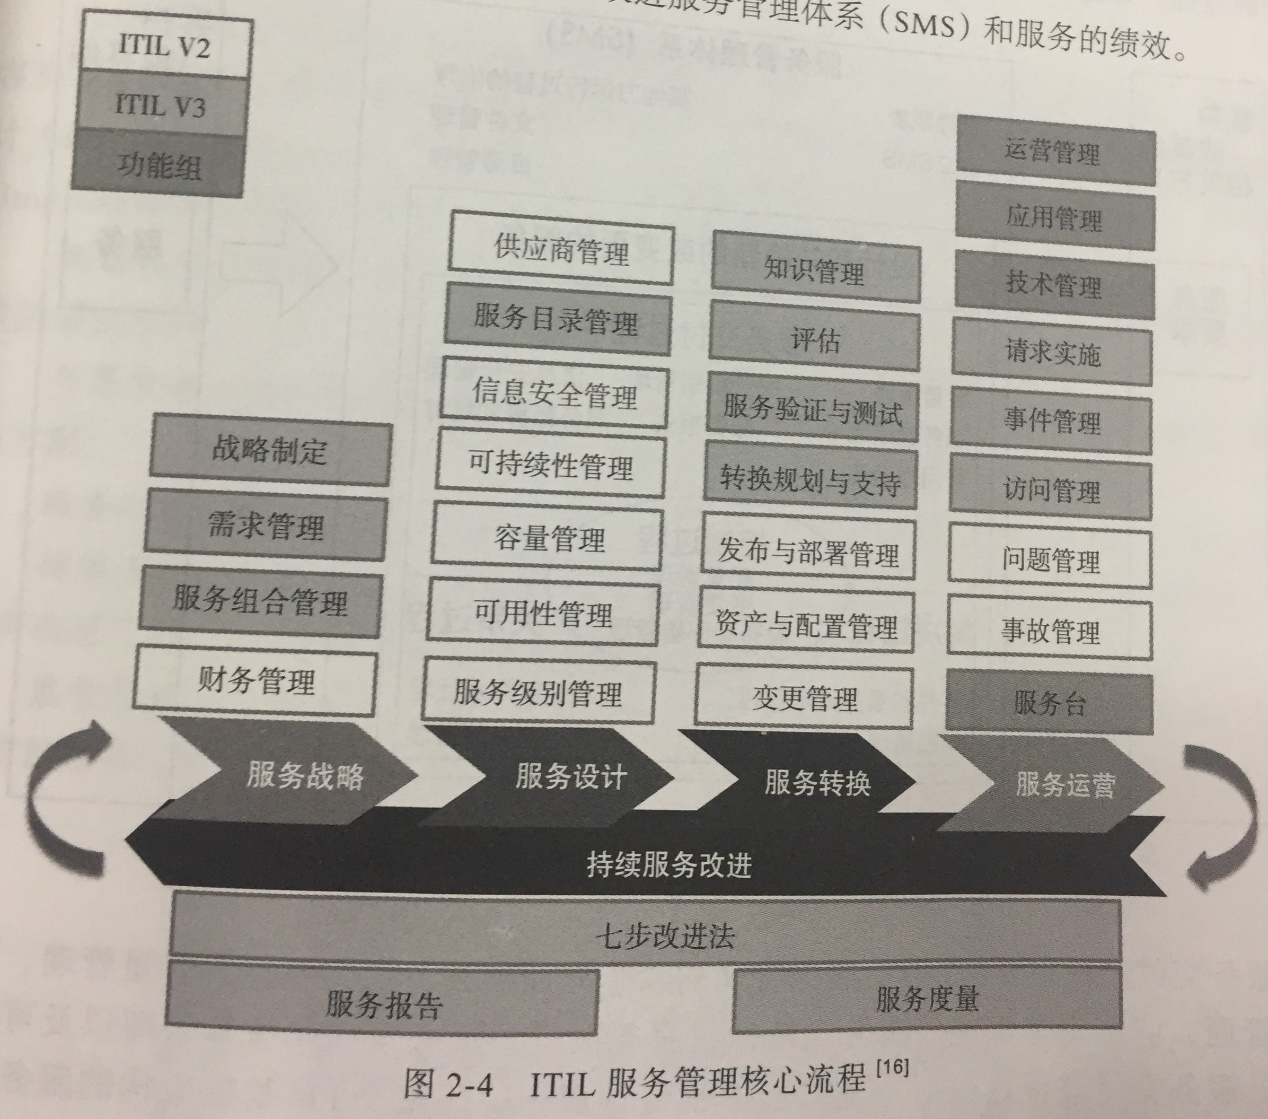 服务管理体系（SMS）和服务的绩效。
ITIL V2
ITIL V3
功能组
运营管理
应用管理
技术管理
请求实施
事件管理
访问管理
问题管理
事故管理
服务台
知识管理
评估
服务验证与测试
转换规划与支持
发布与部署管理
资产与配置管理
变更管理
供应商管理
服务目录管理
信息安全管理
可持续性管理
容量管理
可用性管理
服务级别管理
战略制定
需求管理
服务组合管理
财务管理
服务战略
服务设计
服务转换
服务运营
持续服务改进
七步改进法
服务报告
服务度量
图 2-4 ITIL 服务管理核心流程 [16]